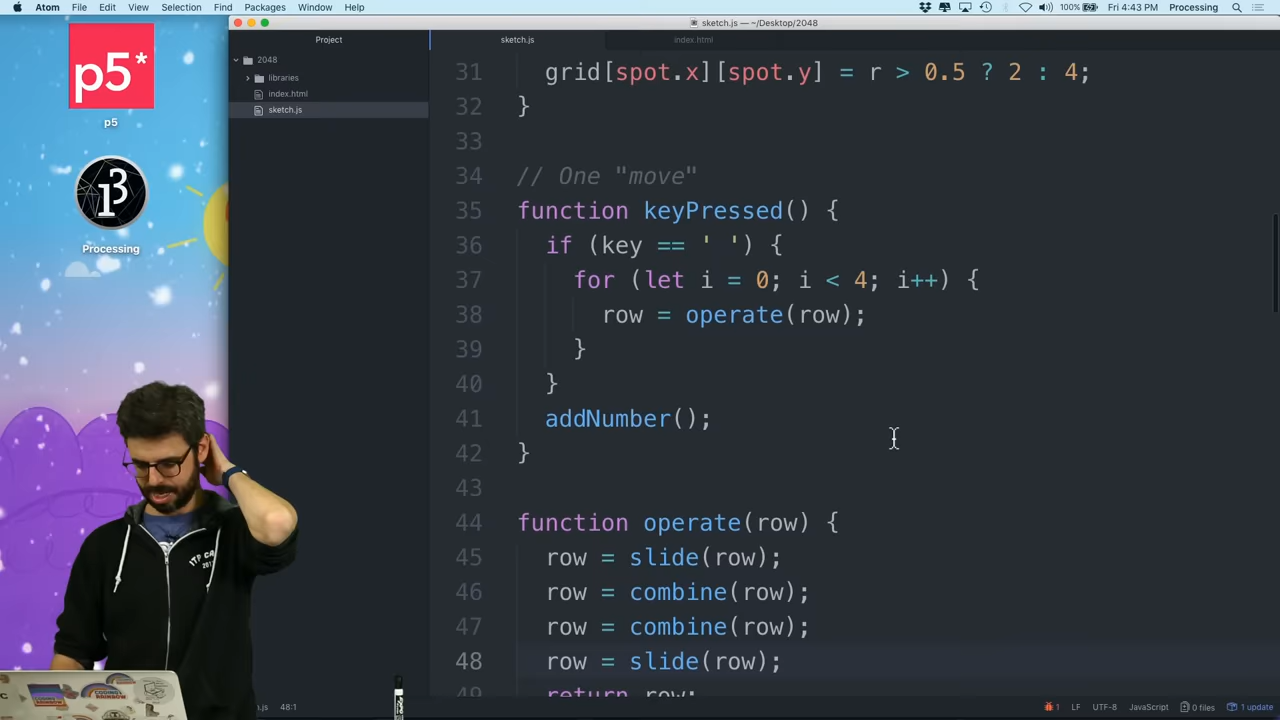 Atom File Edit View Selection Find Packages Window Help
100% Fri 4:43 PM Processing
sketch.js — ~/Desktop/2048
Project
sketch.js
index.html
2048
libraries
index.html
sketch.js
p5*
p5
Processing
31 grid[spot.x][spot.y] = r > 0.5 ? 2 : 4;
32 }
33
34 // One "move"
35 function keyPressed() {
36 if (key == ' ') {
37 for (let i = 0; i < 4; i++) {
38 row = operate(row);
39 }
40 }
41 addNumber();
42 }
43
44 function operate(row) {
45 row = slide(row);
46 row = combine(row);
47 row = combine(row);
48 row = slide(row);
49 return row;
.js 48:1
1 LF UTF-8 JavaScript 0 files 1 update